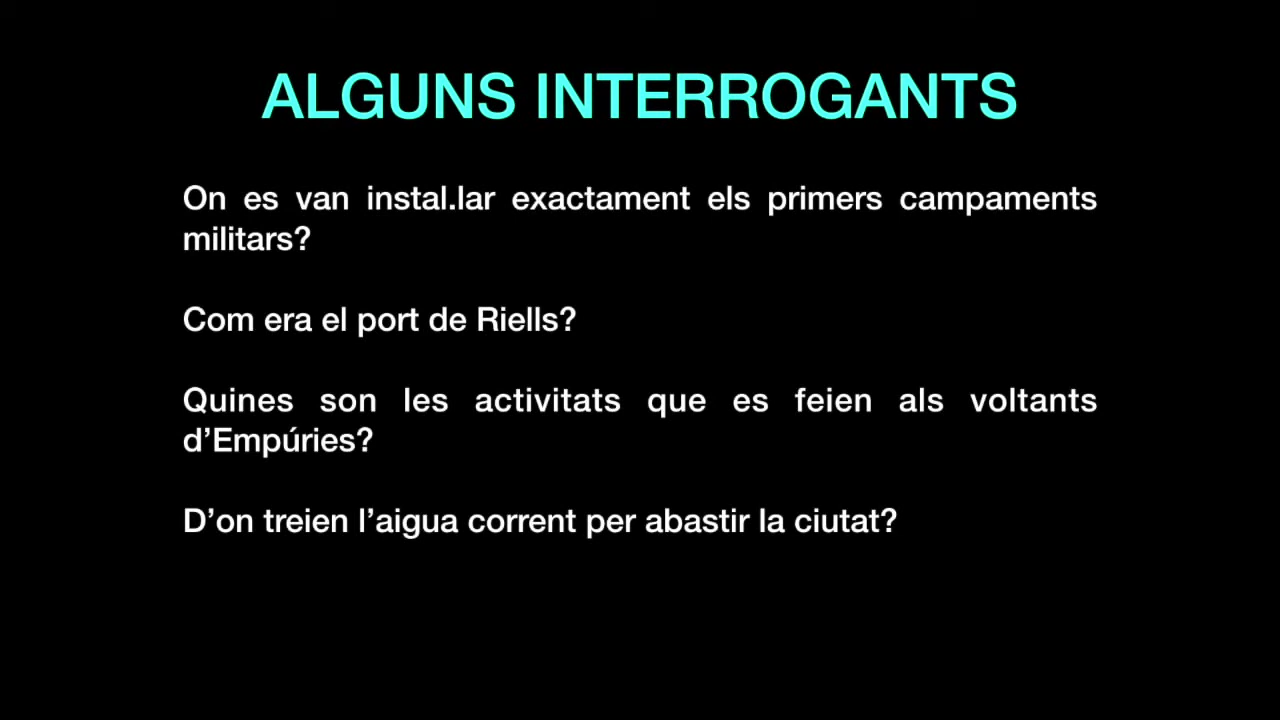 ALGUNS INTERROGANTS
On es van instal.lar exactament els primers campaments
militars?
Com era el port de Riells?
Quines son les activitats que es feien als voltants
d’Empúries?
D’on treien l’aigua corrent per abastir la ciutat?